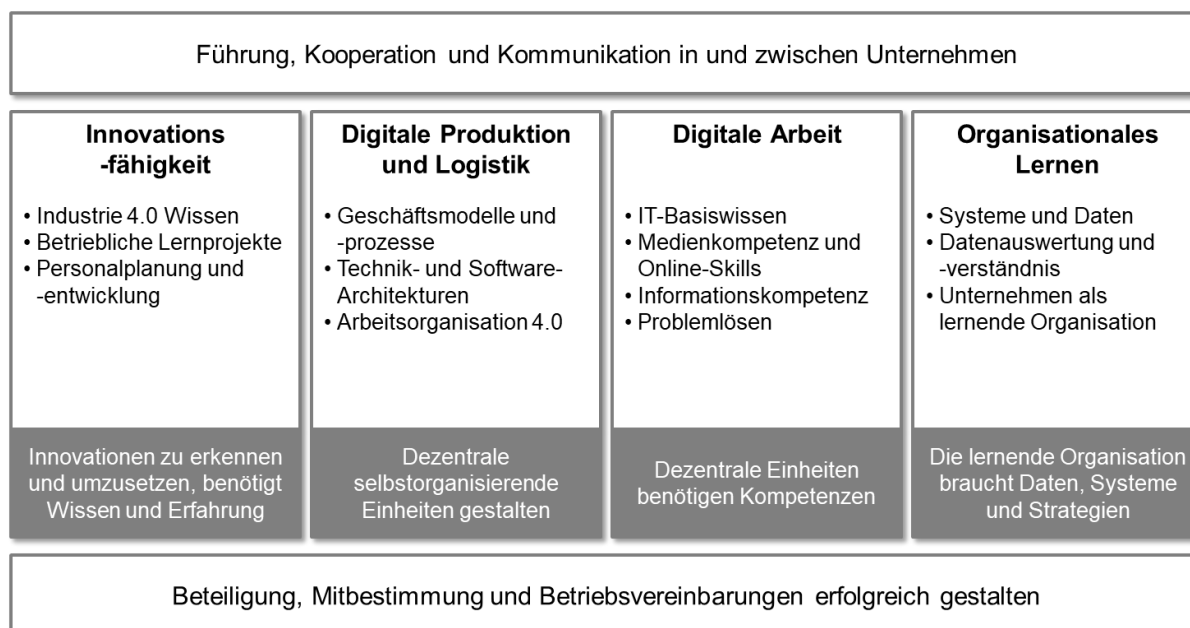 Führung, Kooperation und Kommunikation in und zwischen Unternehmen
Innovations
-fähigkeit
• Industrie 4.0 Wissen
• Betriebliche Lernprojekte
• Personalplanung und
-entwicklung
Innovationen zu erkennen
und umzusetzen, benötigt
Wissen und Erfahrung
Digitale Produktion
und Logistik
• Geschäftsmodelle und
-prozesse
• Technik- und Software-
Architekturen
• Arbeitsorganisation 4.0
Dezentrale
selbstorganisierende
Einheiten gestalten
Digitale Arbeit
• IT-Basiswissen
• Medienkompetenz und
Online-Skills
• Informationskompetenz
• Problemlösen
Dezentrale Einheiten
benötigen Kompetenzen
Organisationales
Lernen
• Systeme und Daten
• Datenauswertung und
-verständnis
• Unternehmen als
lernende Organisation
Die lernende Organisation
braucht Daten, Systeme
und Strategien
Beteiligung, Mitbestimmung und Betriebsvereinbarungen erfolgreich gestalten